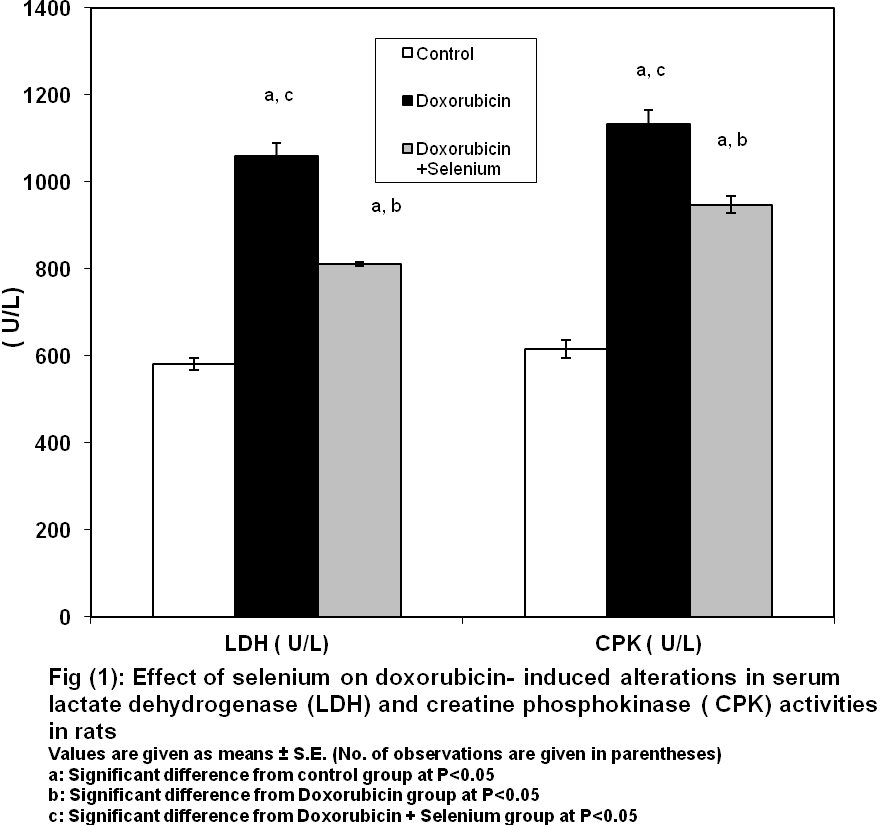 1400
1200
1000
800
600
400
200
0
( U/L)
Control
Doxorubicin
Doxorubicin
+Selenium
a, c
a, b
a, c
a, b
LDH ( U/L)
CPK ( U/L)
Fig (1): Effect of selenium on doxorubicin- induced alterations in serum
lactate dehydrogenase (LDH) and creatine phosphokinase ( CPK) activities
in rats
Values are given as means ± S.E. (No. of observations are given in parentheses)
a: Significant difference from control group at P<0.05
b: Significant difference from Doxorubicin group at P<0.05
c: Significant difference from Doxorubicin + Selenium group at P<0.05